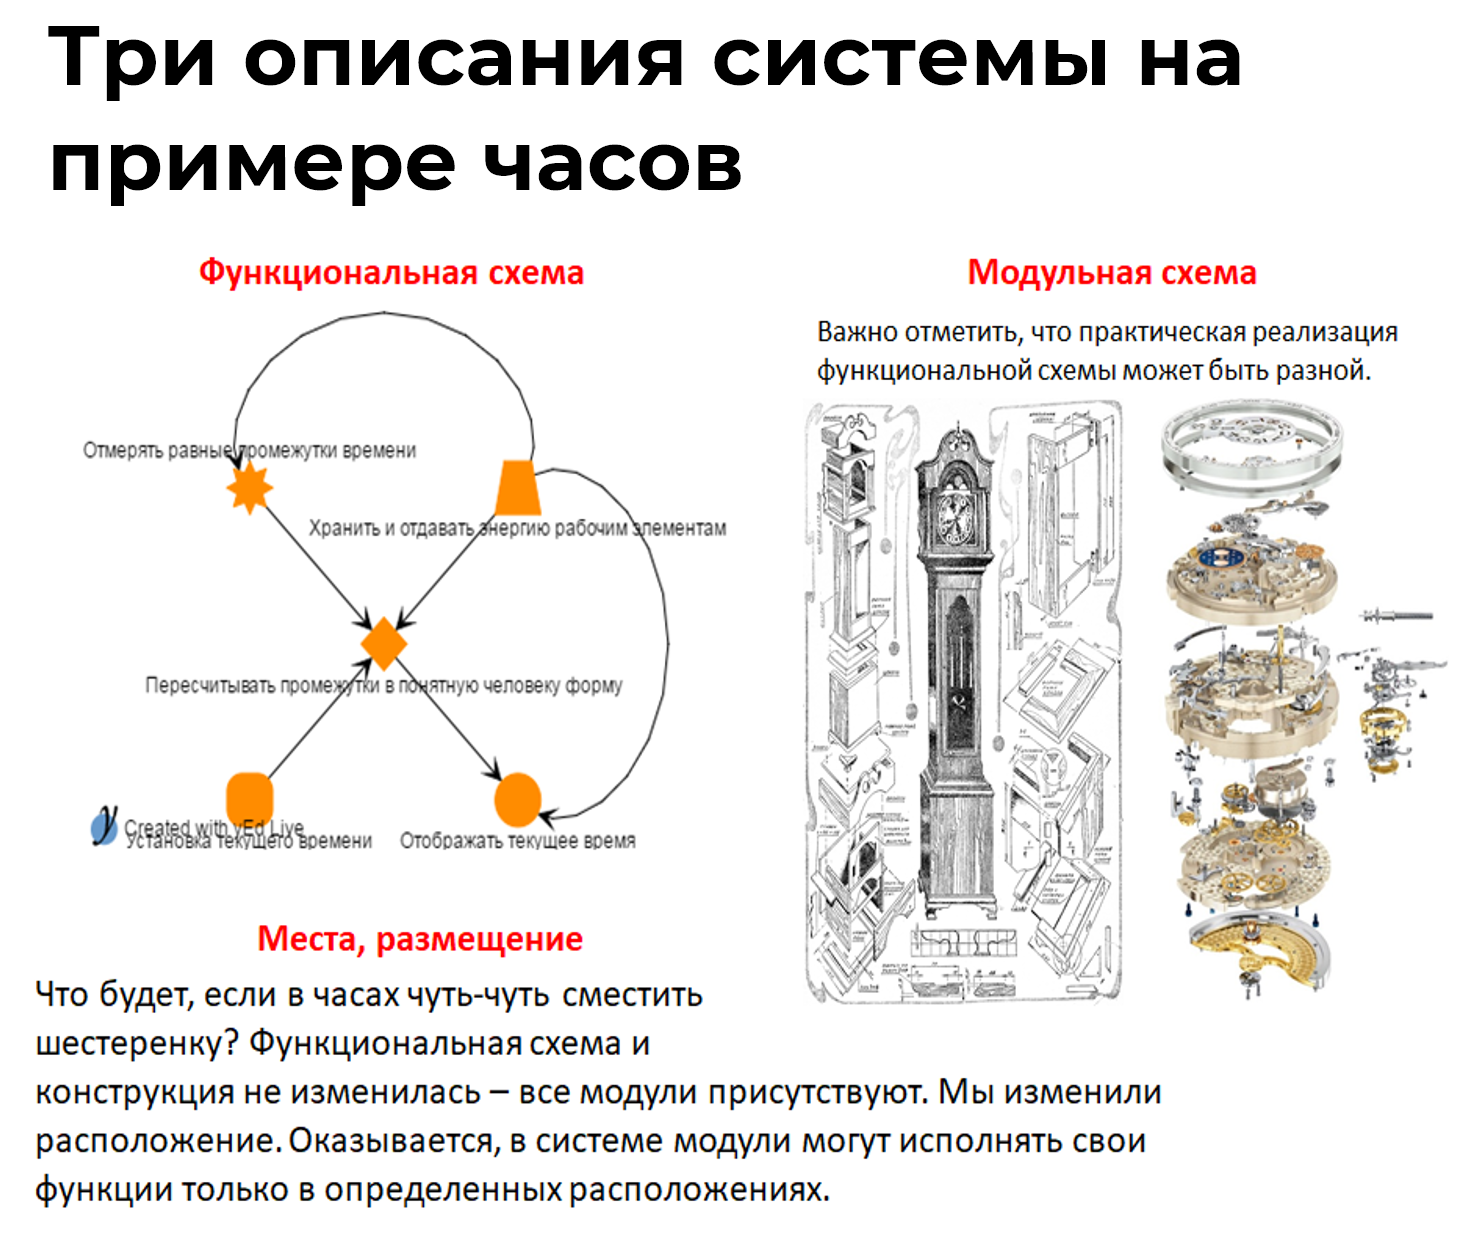 Три описания системы на
примере часов
Функциональная схема
Отмерять равные промежутки времени
Хранить и отдавать энергию рабочим элементам
Пересчитывать промежутки в понятную человеку форму
Created with yEd Live
Установка текущего времени
Отображать текущее время
Модульная схема
Важно отметить, что практическая реализация
функциональной схемы может быть разной.
Места, размещение
Что будет, если в часах чуть-чуть сместить
шестеренку? Функциональная схема и
конструкция не изменилась – все модули присутствуют. Мы изменили
расположение. Оказывается, в системе модули могут исполнять свои
функции только в определенных расположениях.